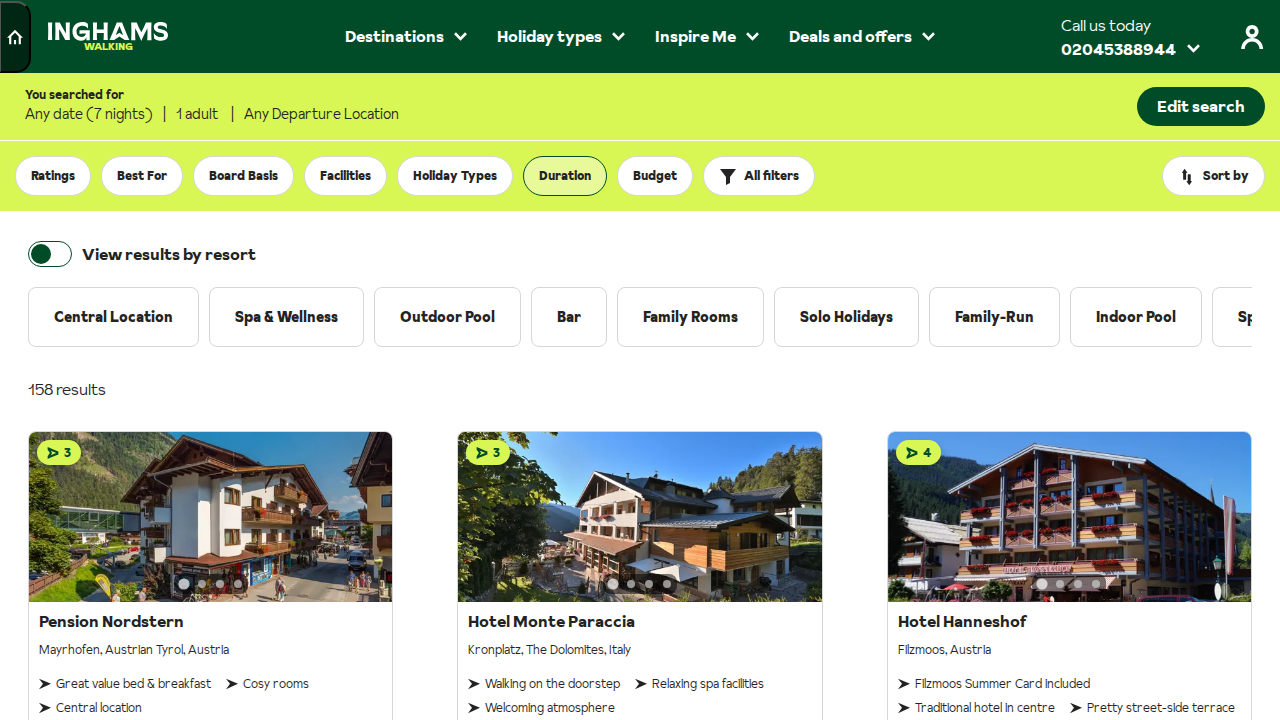 INGHAMS
WALKING
Destinations
Holiday types
Inspire Me
Deals and offers
Call us today
02045388944
You searched for
Any date (7 nights) | 1 adult | Any Departure Location
Edit search
Ratings
Best For
Board Basis
Facilities
Holiday Types
Duration
Budget
All filters
Sort by
View results by resort
Central Location
Spa & Wellness
Outdoor Pool
Bar
Family Rooms
Solo Holidays
Family-Run
Indoor Pool
Sp
158 results
3
3
4
Pension Nordstern
Mayrhofen, Austrian Tyrol, Austria
Great value bed & breakfast
Cosy rooms
Central location
Hotel Monte Paraccia
Kronplatz, The Dolomites, Italy
Walking on the doorstep
Relaxing spa facilities
Welcoming atmosphere
Hotel Hanneshof
Filzmoos, Austria
Filzmoos Summer Card included
Traditional hotel in centre
Pretty street-side terrace